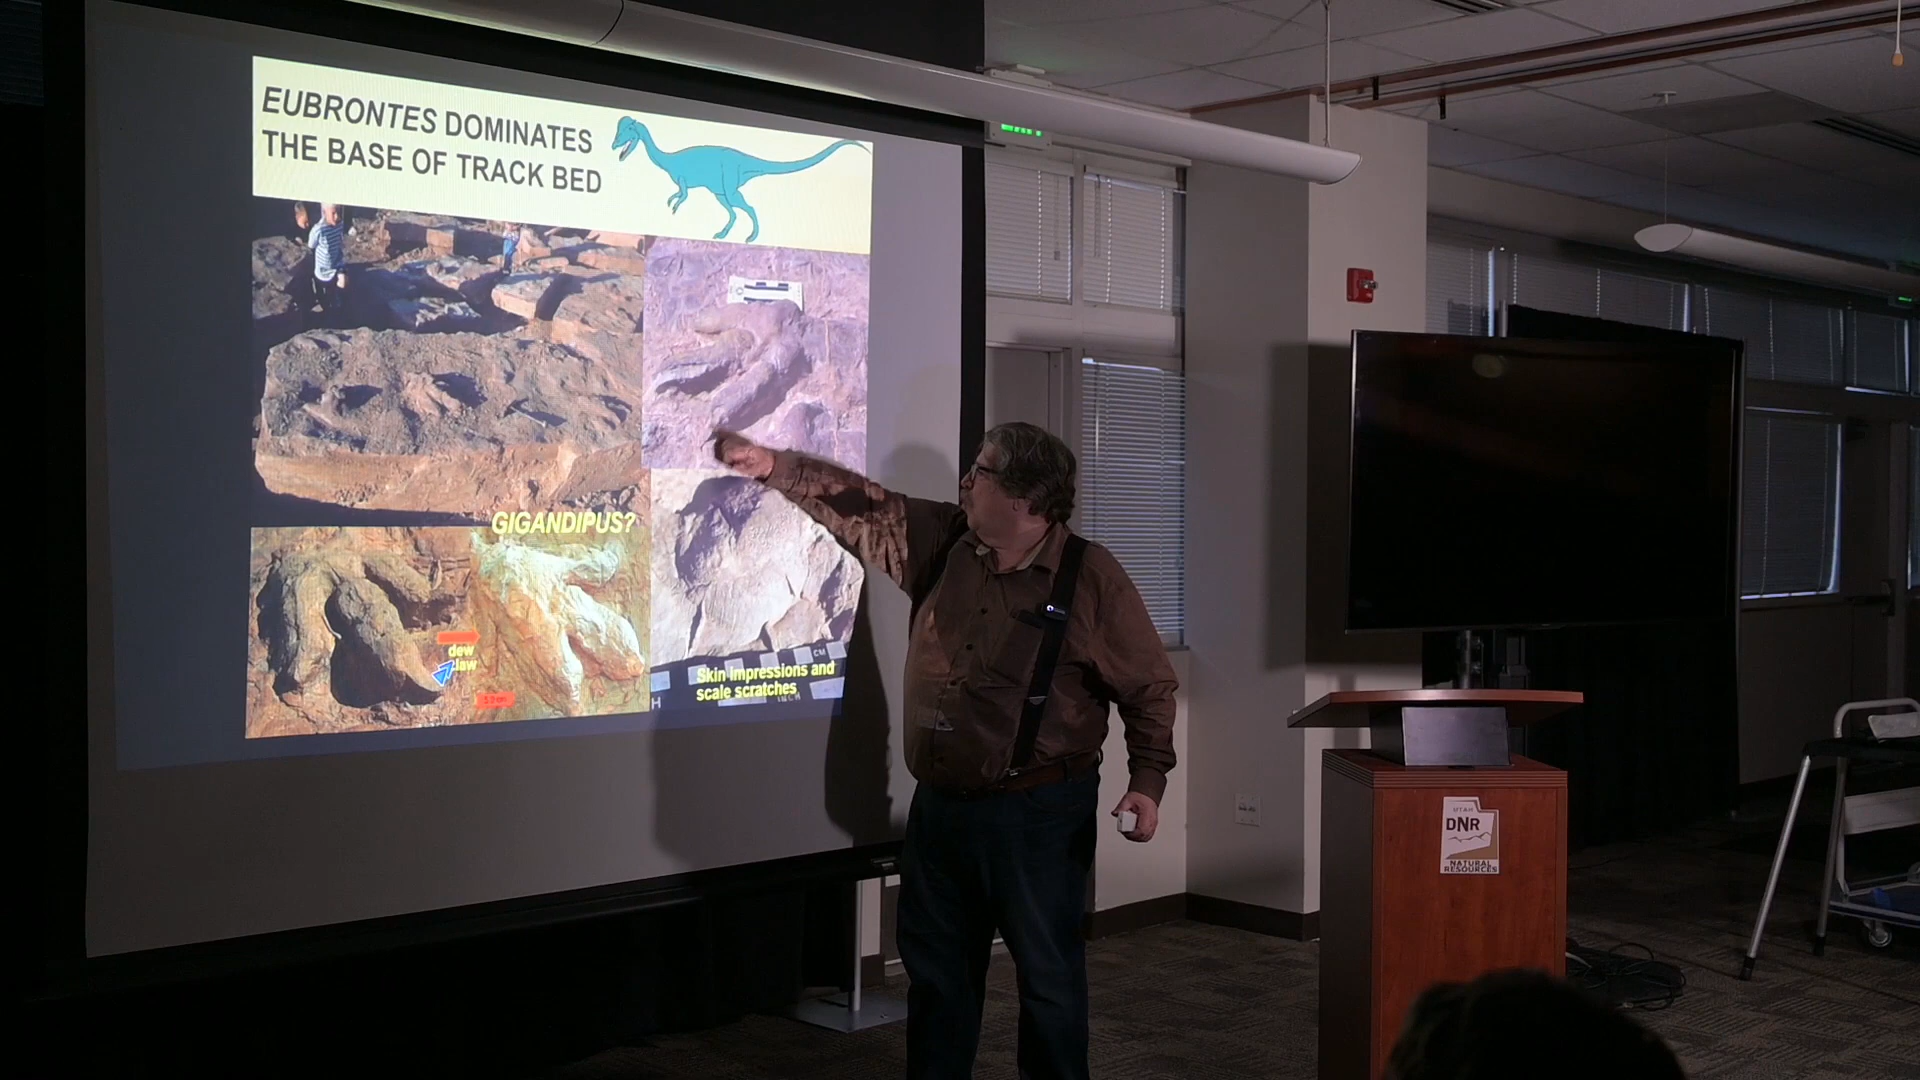 EUBRONTES DOMINATES
THE BASE OF TRACK BED
GIGANDIPUS?
dew
claw
Skin impressions and
scale scratches
CM
INCH
H
UTAH
DNR
NATURAL
RESOURCES